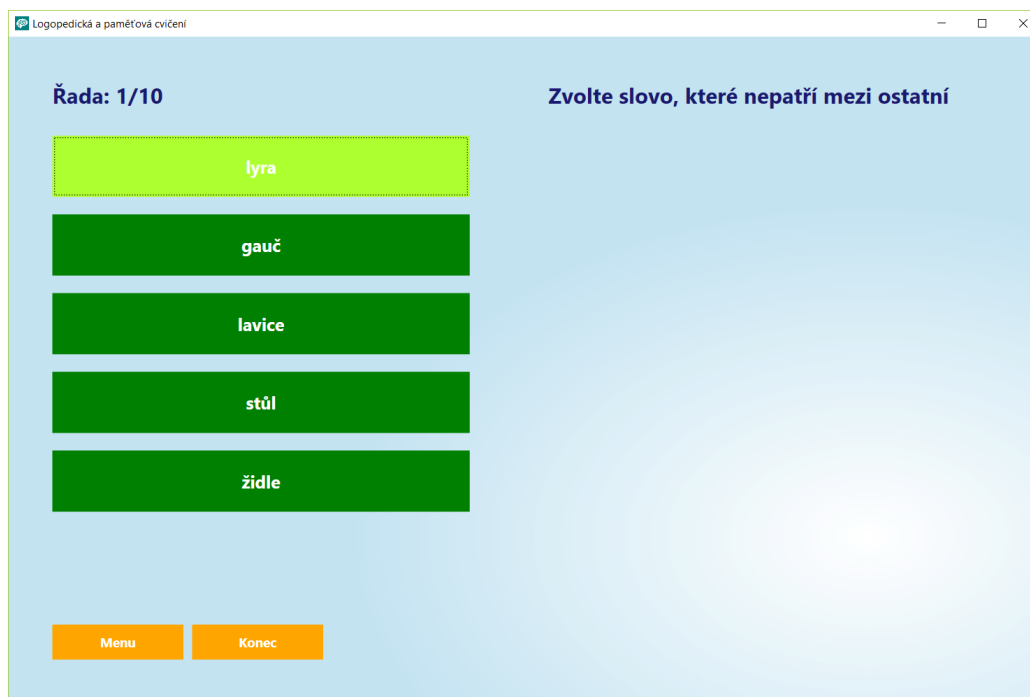 Logopedická a paměťová cvičení
Řada: 1/10
Zvolte slovo, které nepatří mezi ostatní
lyra
gauč
lavice
stůl
židle
Menu
Konec